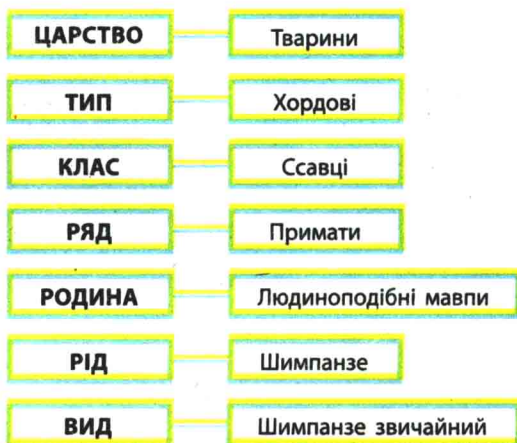 ЦАРСТВО Тварини
ТИП Хордові
КЛАС Ссавці
РЯД Примати
РОДИНА Людиноподібні мавпи
РІД Шимпанзе
ВИД Шимпанзе звичайний